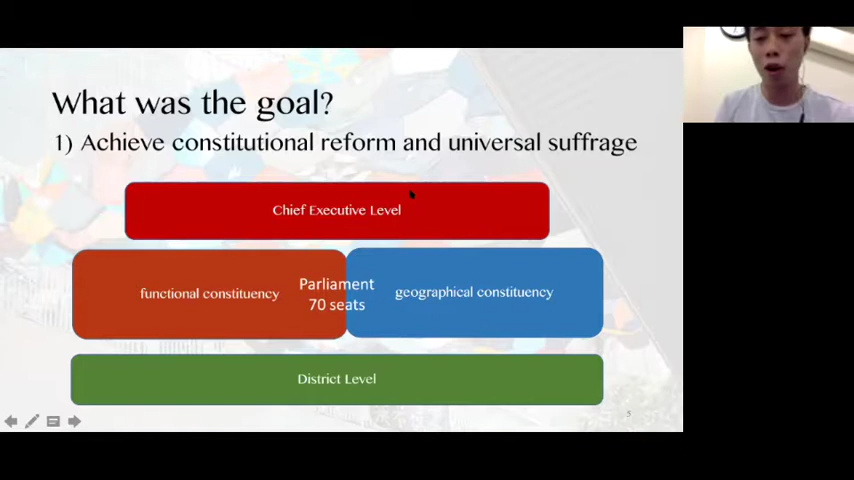 What was the goal?
1) Achieve constitutional reform and universal suffrage
Chief Executive Level
functional constituency
Parliament
70 seats
geographical constituency
District Level
5